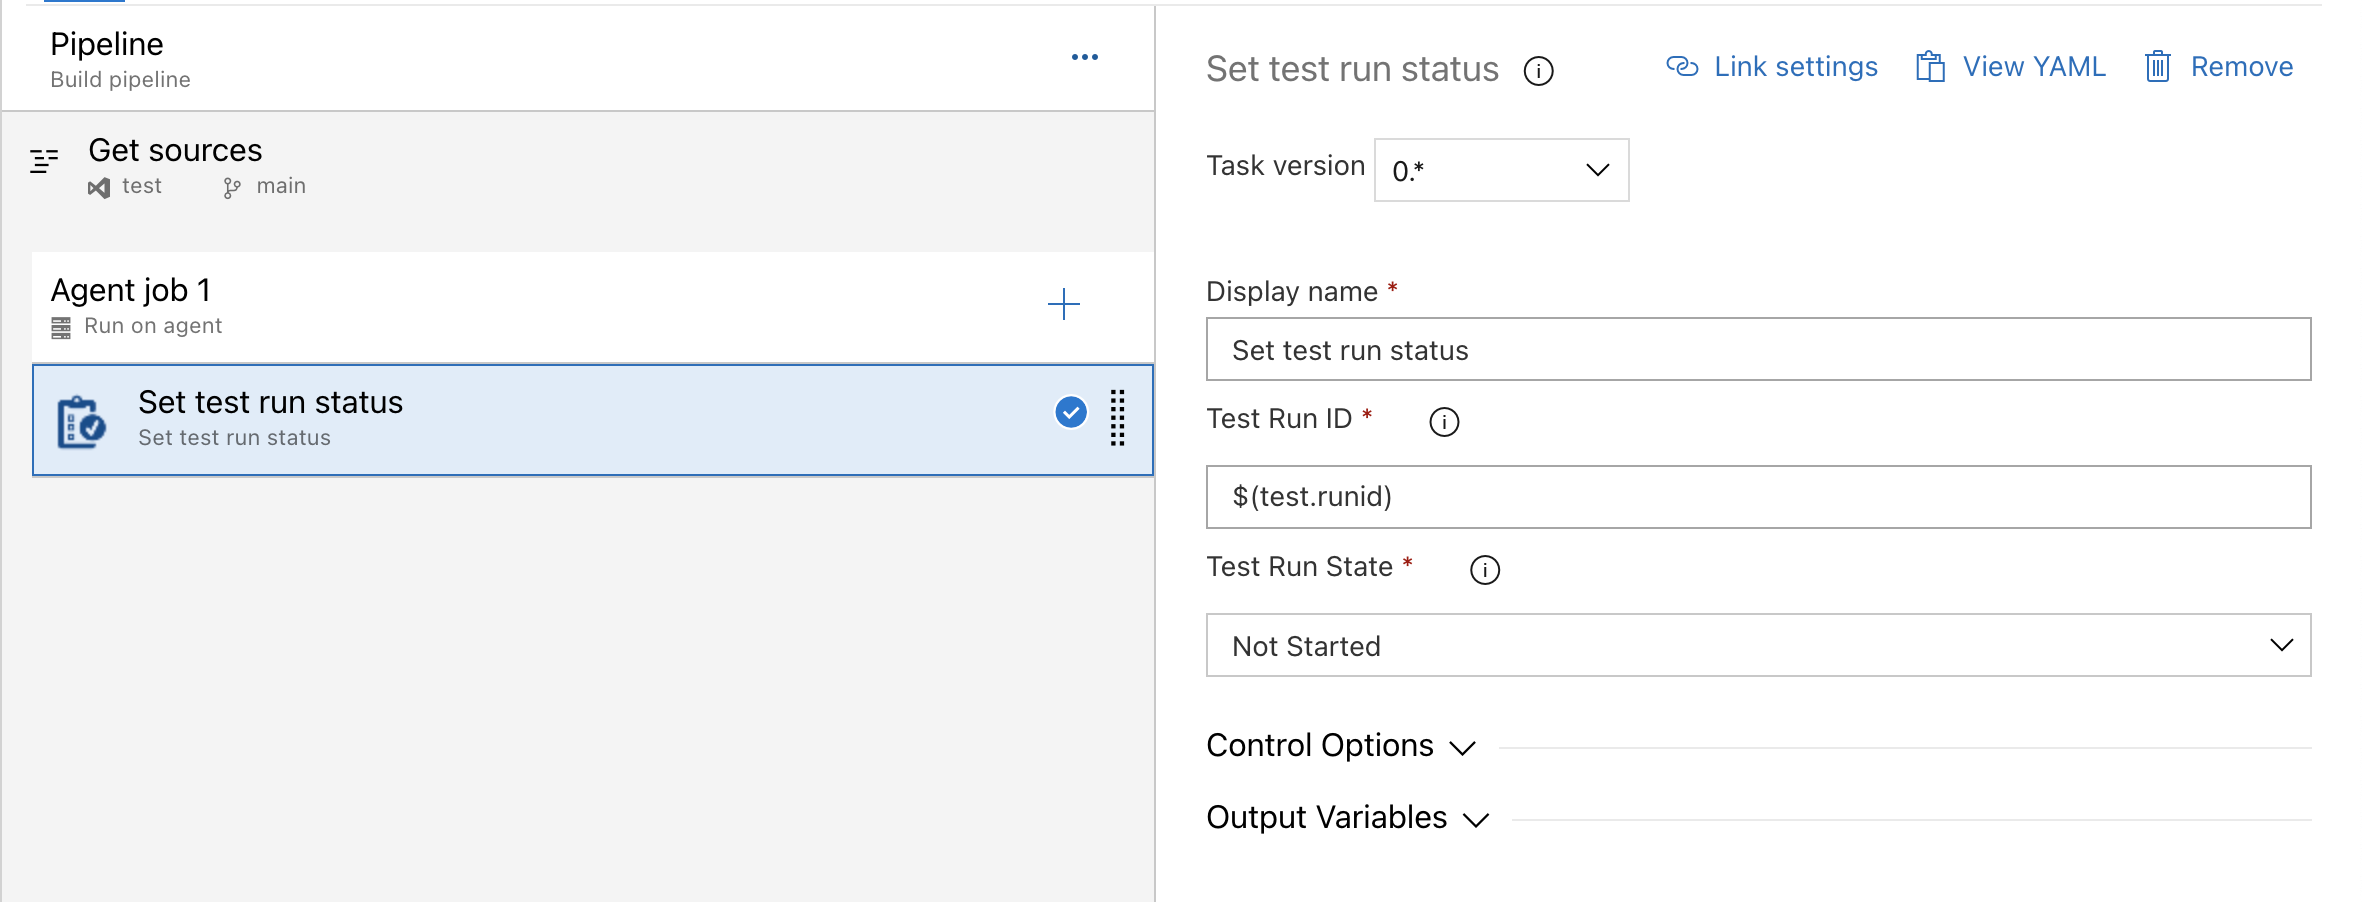 Pipeline
Build pipeline
Get sources
test main
Agent job 1
Run on agent
Set test run status
Set test run status
Set test run status
Link settings
View YAML
Remove
Task version 0.*
Display name *
Set test run status
Test Run ID *
$(test.runid)
Test Run State *
Not Started
Control Options
Output Variables